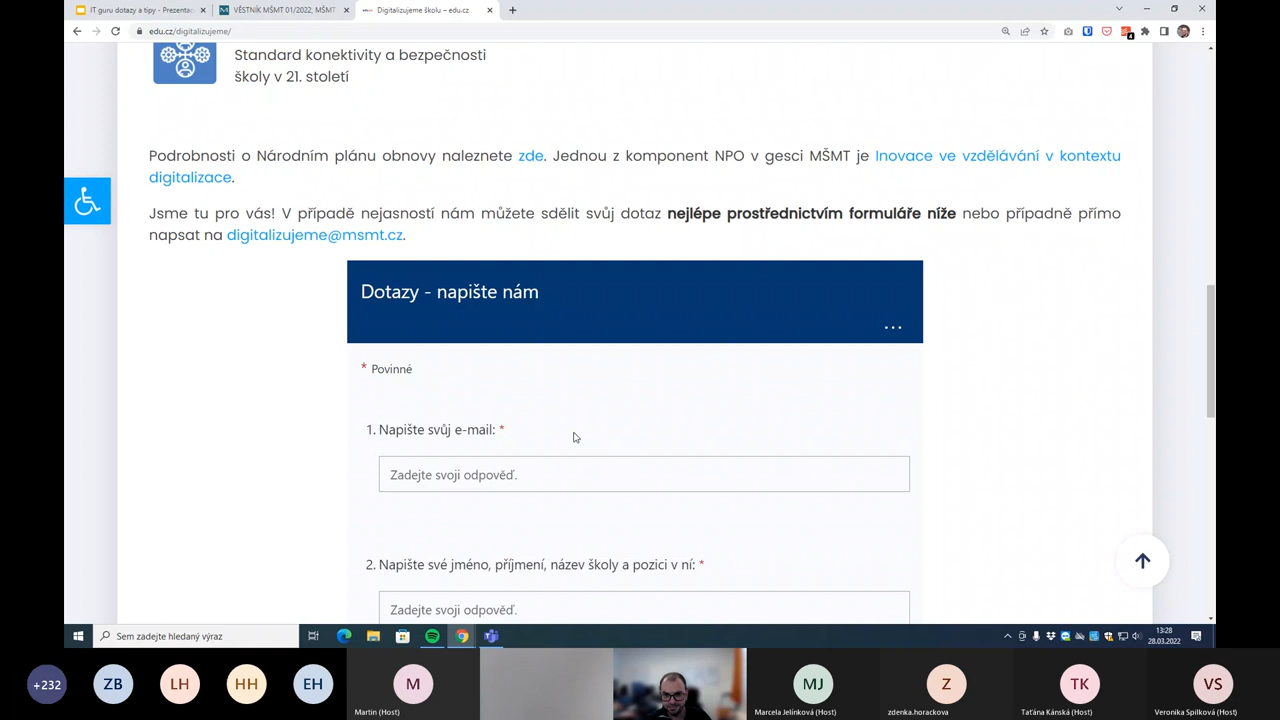 IT guru dotazy a tipy - Prezentac
VĚSTNÍK MŠMT 01/2022, MŠMT
Digitalizujeme školu – edu.cz
edu.cz/digitalizujeme/
4
Standard konektivity a bezpečnosti
školy v 21. století
Podrobnosti o Národním plánu obnovy naleznete zde. Jednou z komponent NPO v gesci MŠMT je Inovace ve vzdělávání v kontextu
digitalizace.
Jsme tu pro vás! V případě nejasností nám můžete sdělit svůj dotaz nejlépe prostřednictvím formuláře níže nebo případně přímo
napsat na digitalizujeme@msmt.cz.
Dotazy - napište nám
...
* Povinné
1. Napište svůj e-mail: *
Zadejte svoji odpověď.
2. Napište své jméno, příjmení, název školy a pozici v ní: *
Zadejte svoji odpověď.
Sem zadejte hledaný výraz
13:28
28.03.2022
+232
ZB
LH
HH
EH
M
MJ
Z
TK
VS
Martin (Host)
Marcela Jelínková (Host)
zdenka.horackova
Taťána Kánská (Host)
Veronika Spilková (Host)